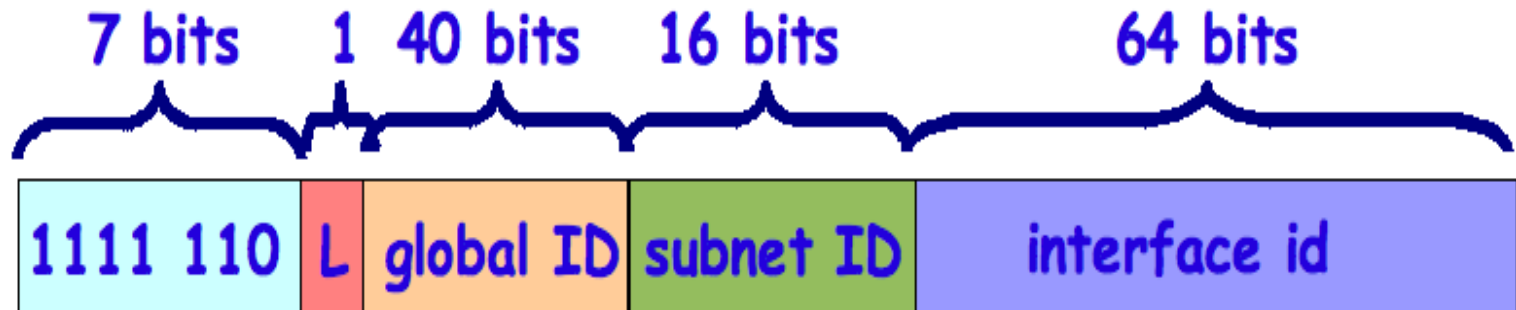 7 bits 1 40 bits 16 bits 64 bits
1111 110 L global ID subnet ID interface id